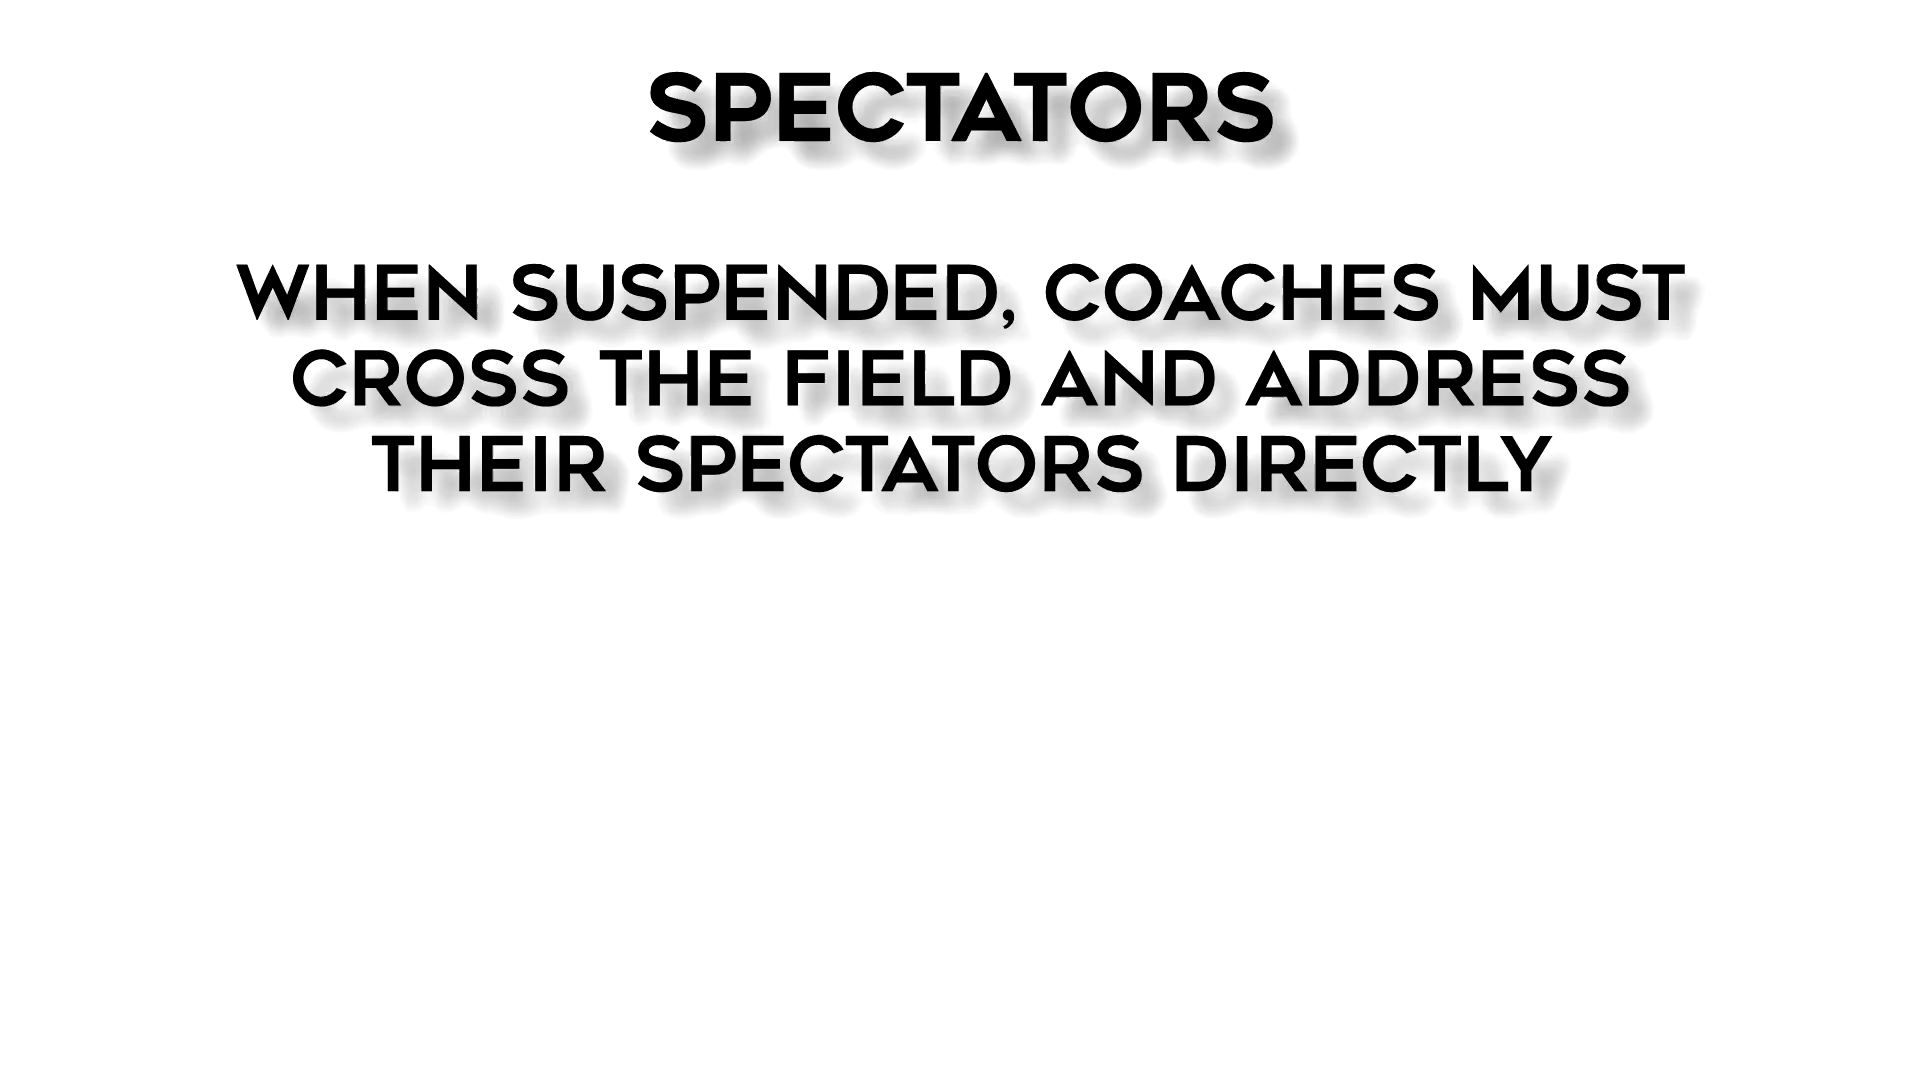 SPECTATORS
WHEN SUSPENDED, COACHES MUST
CROSS THE FIELD AND ADDRESS
THEIR SPECTATORS DIRECTLY